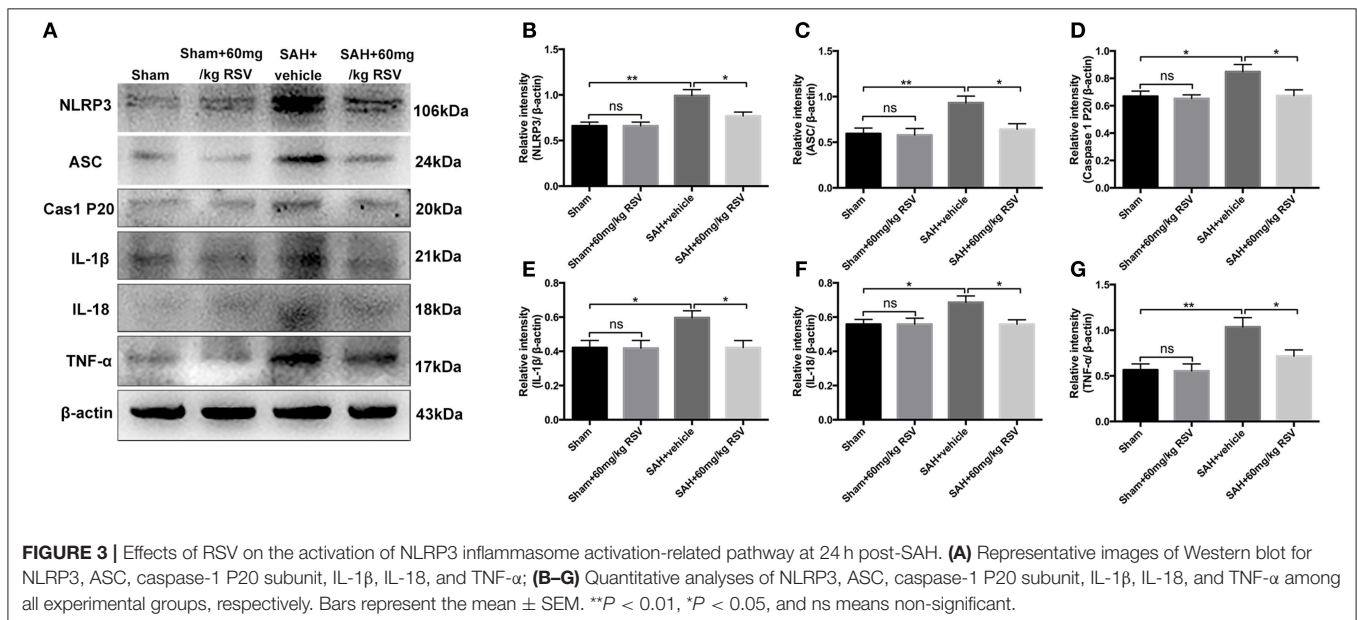 A
Sham
Sham+60mg
/kg RSV
SAH+
vehicle
SAH+60mg
/kg RSV
NLRP3
106kDa
ASC
24kDa
Cas1 P20
20kDa
IL-1β
21kDa
IL-18
18kDa
TNF-α
17kDa
β-actin
43kDa
B
Relative intensity
(NLRP3/ β-actin)
1.5
1.0
0.5
0.0
ns
**
*
Sham
Sham+60mg/kg RSV
SAH+vehicle
SAH+60mg/kg RSV
C
Relative intensity
(ASC/ β-actin)
1.5
1.0
0.5
0.0
ns
**
*
Sham
Sham+60mg/kg RSV
SAH+vehicle
SAH+60mg/kg RSV
D
Relative intensity
(Caspase 1 P20/ β-actin)
1.0
0.8
0.6
0.4
0.2
0.0
ns
*
*
Sham
Sham+60mg/kg RSV
SAH+vehicle
SAH+60mg/kg RSV
E
Relative intensity
(IL-1β/ β-actin)
0.8
0.6
0.4
0.2
0.0
ns
*
*
Sham
Sham+60mg/kg RSV
SAH+vehicle
SAH+60mg/kg RSV
F
Relative intensity
(IL-18/ β-actin)
0.8
0.6
0.4
0.2
0.0
ns
*
*
Sham
Sham+60mg/kg RSV
SAH+vehicle
SAH+60mg/kg RSV
G
Relative intensity
(TNF-α/ β-actin)
1.5
1.0
0.5
0.0
ns
**
*
Sham
Sham+60mg/kg RSV
SAH+vehicle
SAH+60mg/kg RSV
FIGURE 3 | Effects of RSV on the activation of NLRP3 inflammasome activation-related pathway at 24 h post-SAH. (A) Representative images of Western blot for
NLRP3, ASC, caspase-1 P20 subunit, IL-1β, IL-18, and TNF-α; (B–G) Quantitative analyses of NLRP3, ASC, caspase-1 P20 subunit, IL-1β, IL-18, and TNF-α among
all experimental groups, respectively. Bars represent the mean ± SEM. **P < 0.01, *P < 0.05, and ns means non-significant.